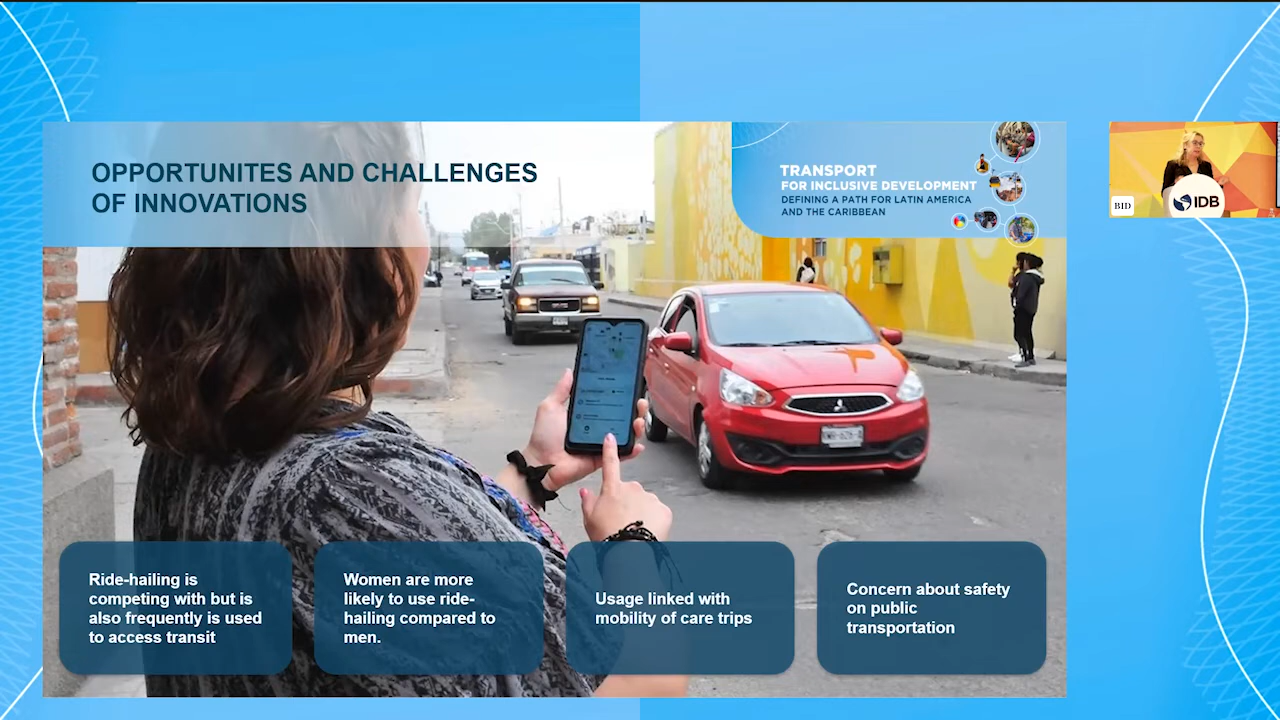 OPPORTUNITES AND CHALLENGES
OF INNOVATIONS
TRANSPORT
FOR INCLUSIVE DEVELOPMENT
DEFINING A PATH FOR LATIN AMERICA
AND THE CARIBBEAN
BID
IDB
Ride-hailing is
competing with but is
also frequently is used
to access transit
Women are more
likely to use ride-
hailing compared to
men.
Usage linked with
mobility of care trips
Concern about safety
on public
transportation